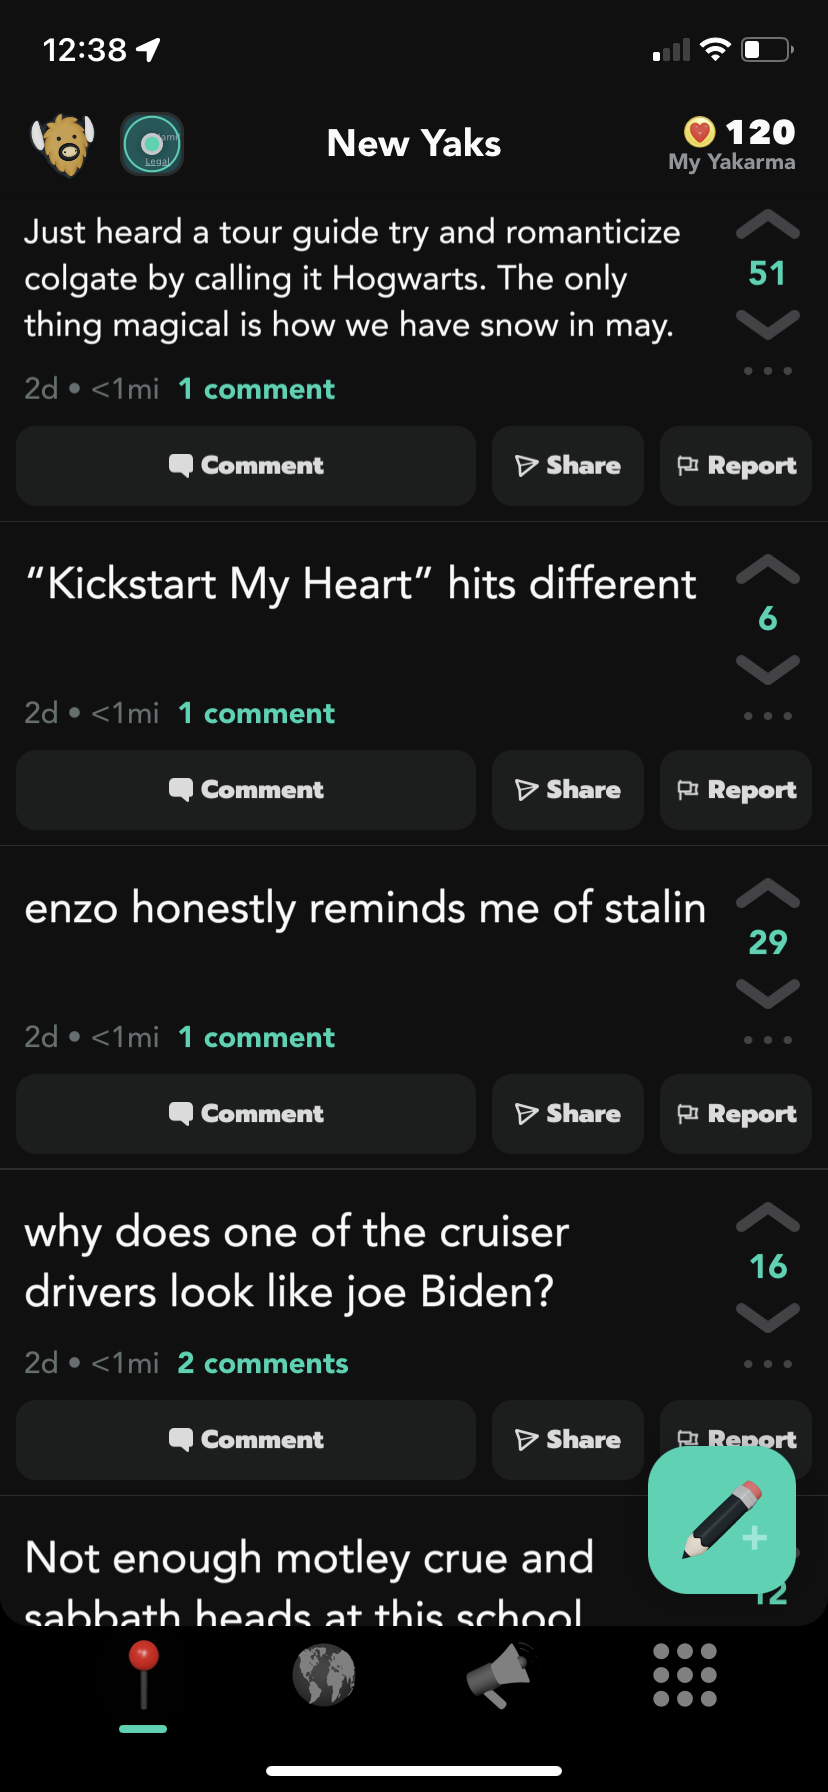 12:38
New Yaks
120
My Yakarma
Legal
Just heard a tour guide try and romanticize
colgate by calling it Hogwarts. The only
thing magical is how we have snow in may.
51
2d • <1mi 1 comment
Comment Share Report
“Kickstart My Heart” hits different
6
2d • <1mi 1 comment
Comment Share Report
enzo honestly reminds me of stalin
29
2d • <1mi 1 comment
Comment Share Report
why does one of the cruiser
drivers look like joe Biden?
16
2d • <1mi 2 comments
Comment Share Report
Not enough motley crue and
sabbath heads at this school
12